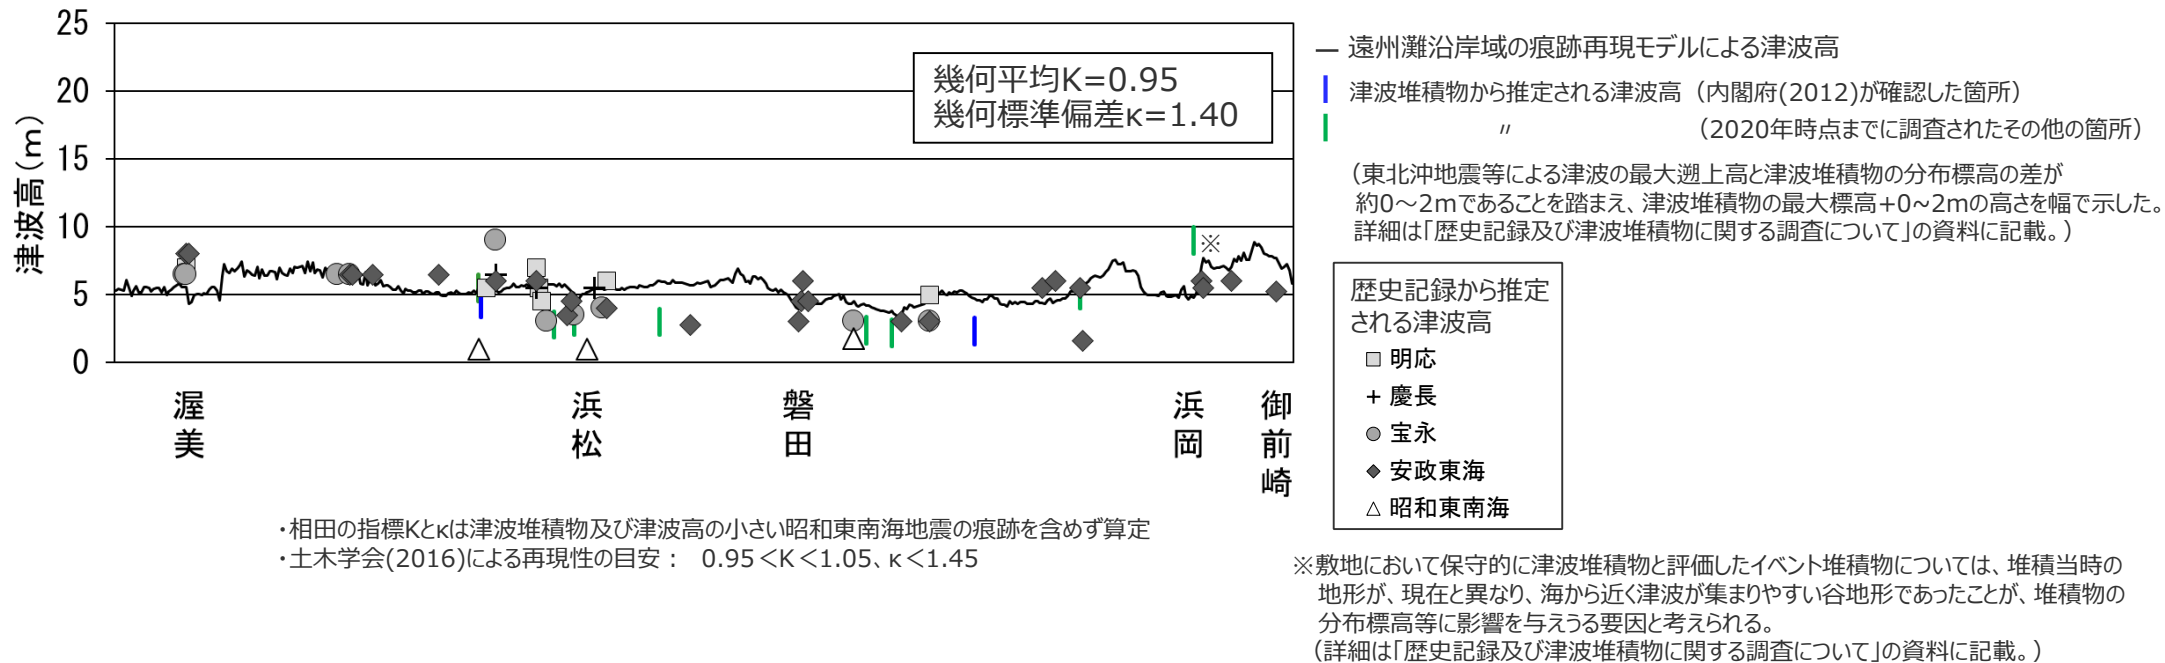 25
20
15
10
5
0
津波高(m)
幾何平均K=0.95
幾何標準偏差κ=1.40
渥美
浜松
磐田
浜岡
御前崎
・相田の指標Kとκは津波堆積物及び津波高の小さい昭和東南海地震の痕跡を含めず算定
・土木学会(2016)による再現性の目安： 0.95＜K＜1.05、κ＜1.45
遠州灘沿岸域の痕跡再現モデルによる津波高
津波堆積物から推定される津波高（内閣府(2012)が確認した箇所）
〃 （2020年時点までに調査されたその他の箇所）
（東北沖地震等による津波の最大遡上高と津波堆積物の分布標高の差が
約0～2mであることを踏まえ、津波堆積物の最大標高+0~2mの高さを幅で示した。
詳細は「歴史記録及び津波堆積物に関する調査について」の資料に記載。）
※
歴史記録から推定
される津波高
明応
慶長
宝永
安政東海
昭和東南海
※敷地において保守的に津波堆積物と評価したイベント堆積物については、堆積当時の
地形が、現在と異なり、海から近く津波が集まりやすい谷地形であったことが、堆積物の
分布標高等に影響を与えうる要因と考えられる。
（詳細は「歴史記録及び津波堆積物に関する調査について」の資料に記載。）